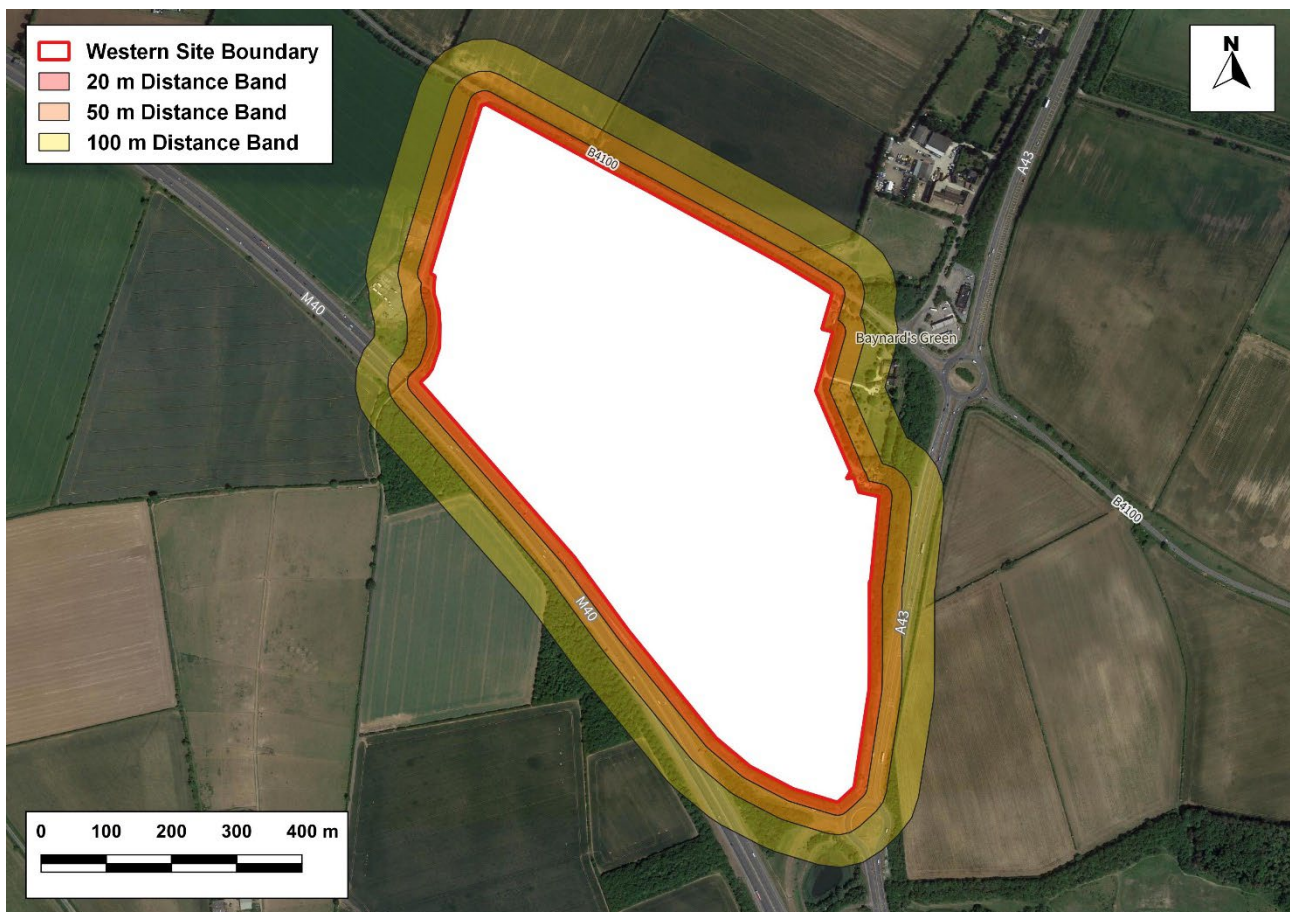 Western Site Boundary
20 m Distance Band
50 m Distance Band
100 m Distance Band
N
B4100
A43
M40
Baynard's Green
B4100
M40
A43
0 100 200 300 400 m